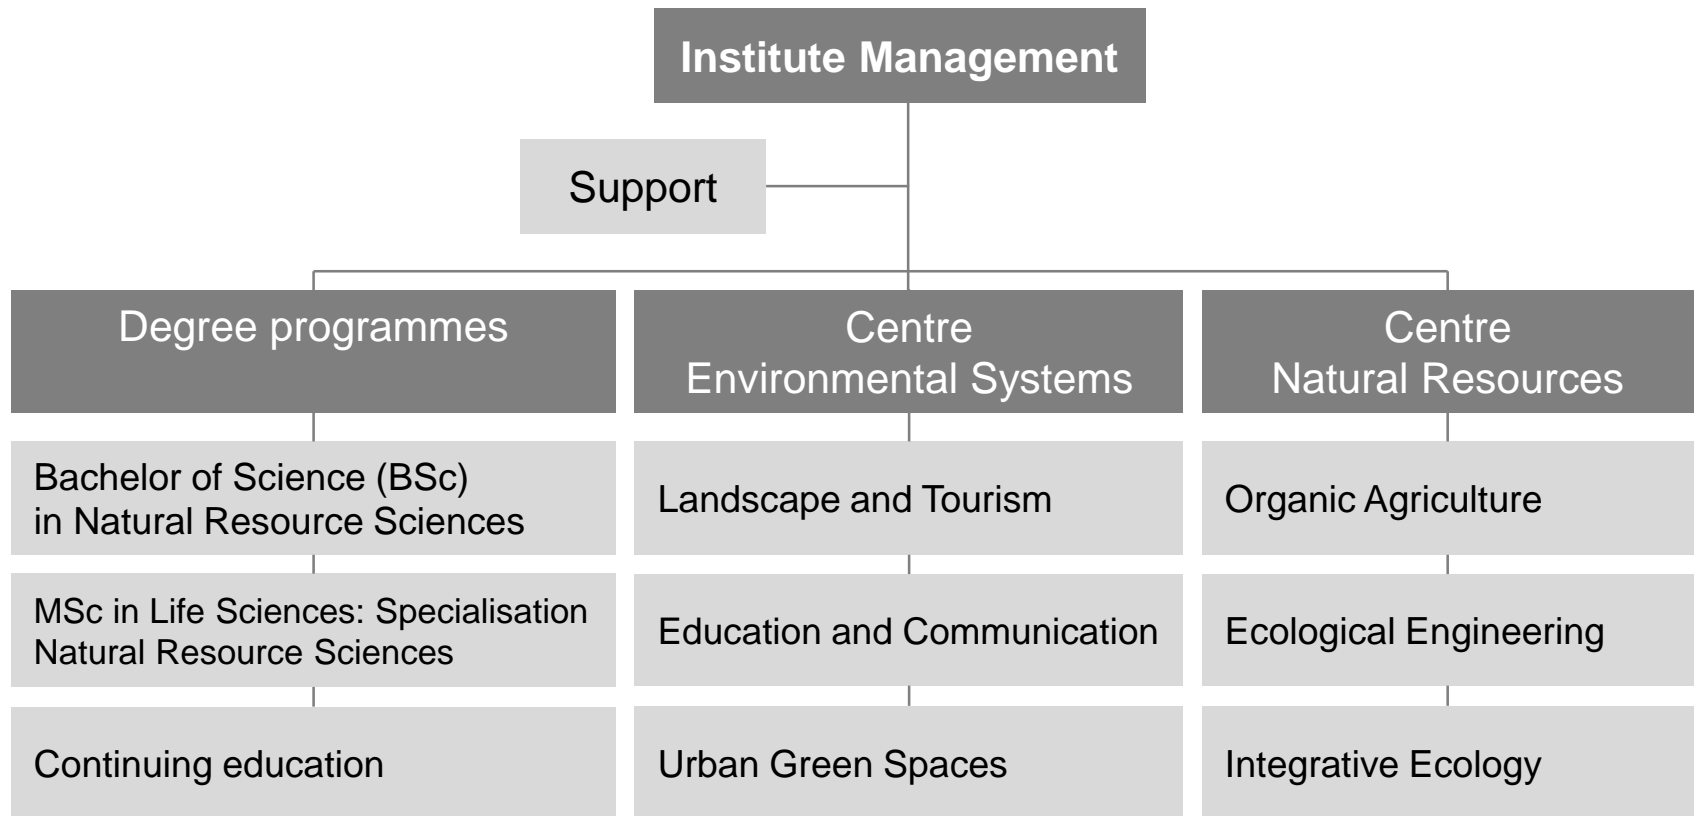 Institute Management
Support
Degree programmes
Centre
Environmental Systems
Centre
Natural Resources
Bachelor of Science (BSc)
in Natural Resource Sciences
Landscape and Tourism
Organic Agriculture
MSc in Life Sciences: Specialisation
Natural Resource Sciences
Education and Communication
Ecological Engineering
Continuing education
Urban Green Spaces
Integrative Ecology